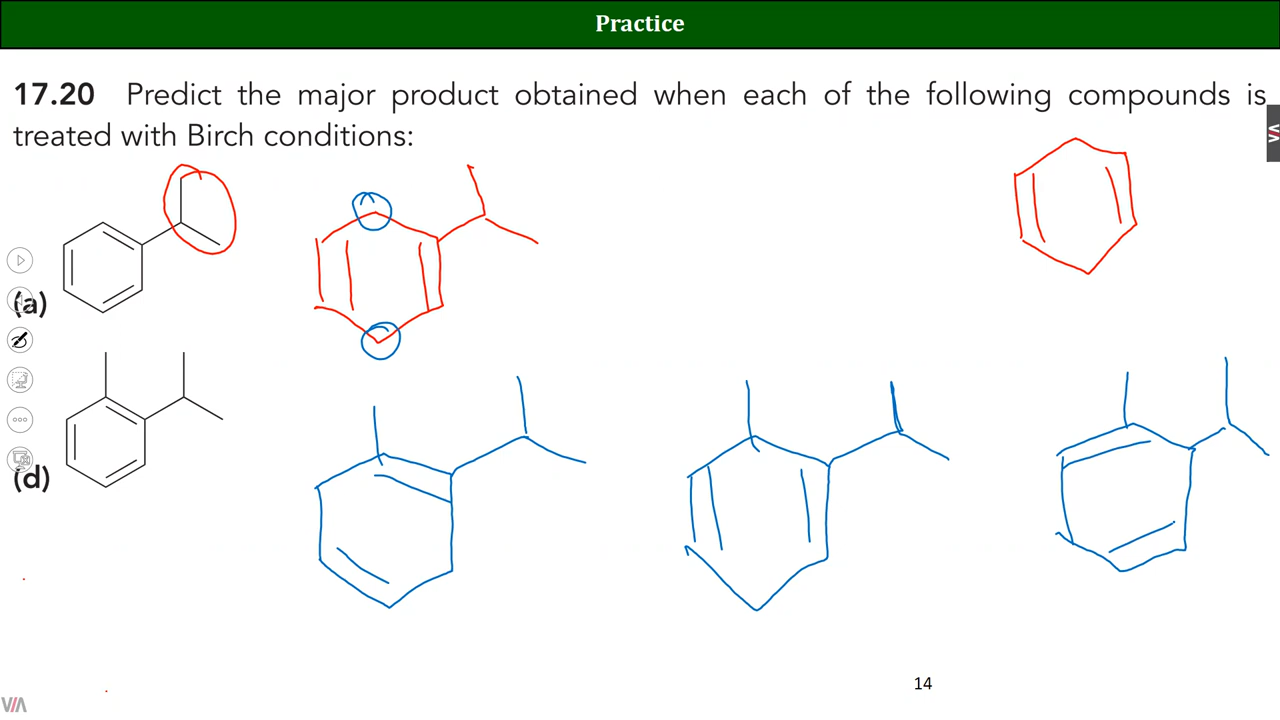 Practice
17.20 Predict the major product obtained when each of the following compounds is
treated with Birch conditions:
(a)
(d)
14
VIA